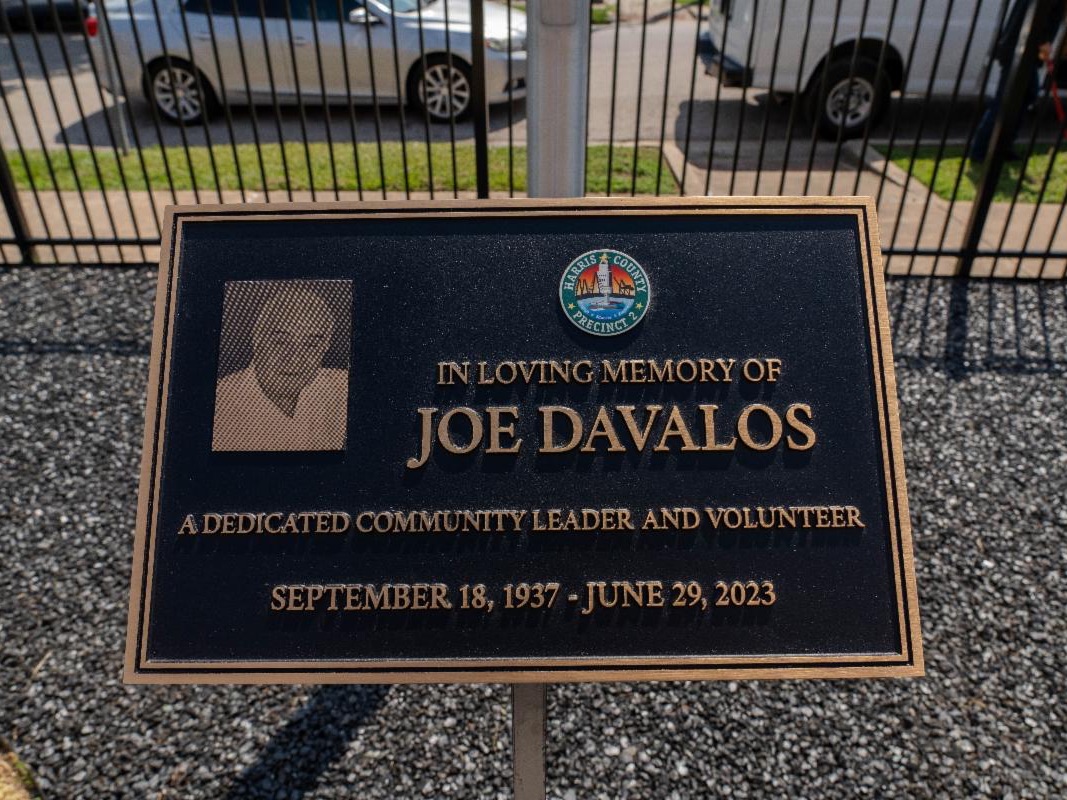 HARRIS COUNTY
PRECINCT 2
IN LOVING MEMORY OF
JOE DAVALOS
A DEDICATED COMMUNITY LEADER AND VOLUNTEER
SEPTEMBER 18, 1937 - JUNE 29, 2023